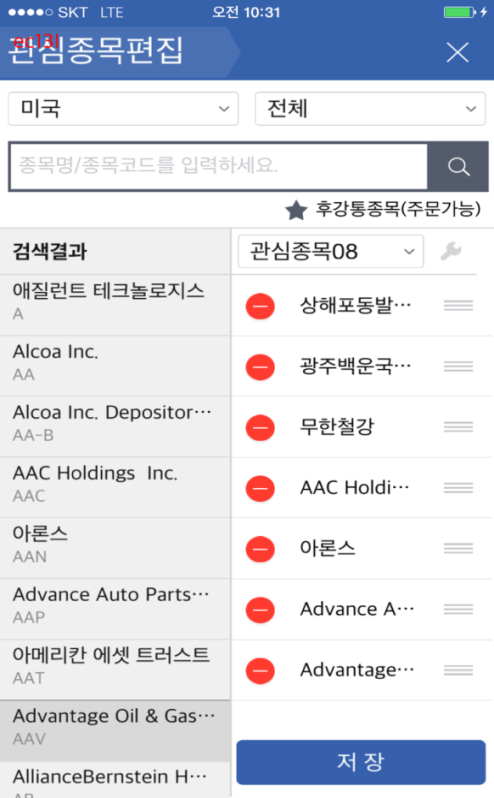 SKT LTE 오전 10:31
관심종목편집
ec131
미국 전체
종목명/종목코드를 입력하세요.
★ 후강통종목(주문가능)
검색결과 관심종목08
애질런트 테크놀로지스
A
상해포동발···
Alcoa Inc.
AA
광주백운국···
Alcoa Inc. Depositor···
AA-B
무한철강
AAC Holdings Inc.
AAC
AAC Holdi···
아론스
AAN
아론스
Advance Auto Parts···
AAP
Advance A···
아메리칸 에셋 트러스트
AAT
Advantage···
Advantage Oil & Gas···
AAV
저장
AllianceBernstein H···